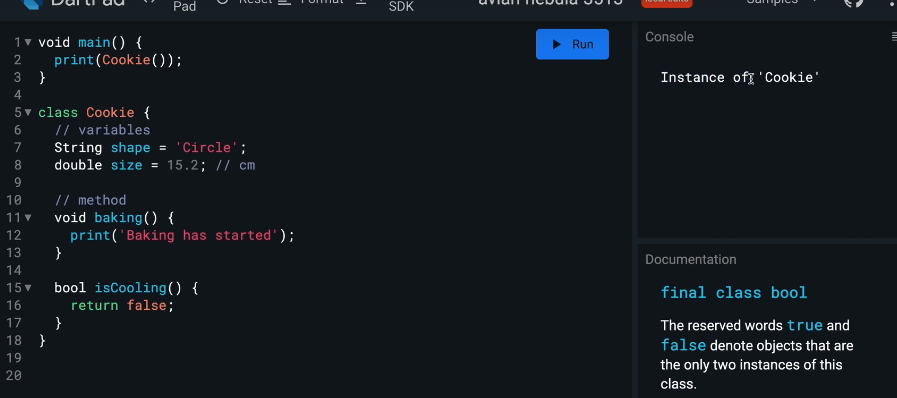 DartPad
<>
Pad
Reset
Format
SDK
Samples
Run
1 void main() {
2 print(Cookie());
3 }
4
5 class Cookie {
6 // variables
7 String shape = 'Circle';
8 double size = 15.2; // cm
9
10 // method
11 void baking() {
12 print('Baking has started');
13 }
14
15 bool isCooling() {
16 return false;
17 }
18 }
19
20
Console
Instance of 'Cookie'
Documentation
final class bool
The reserved words true and
false denote objects that are
the only two instances of this
class.